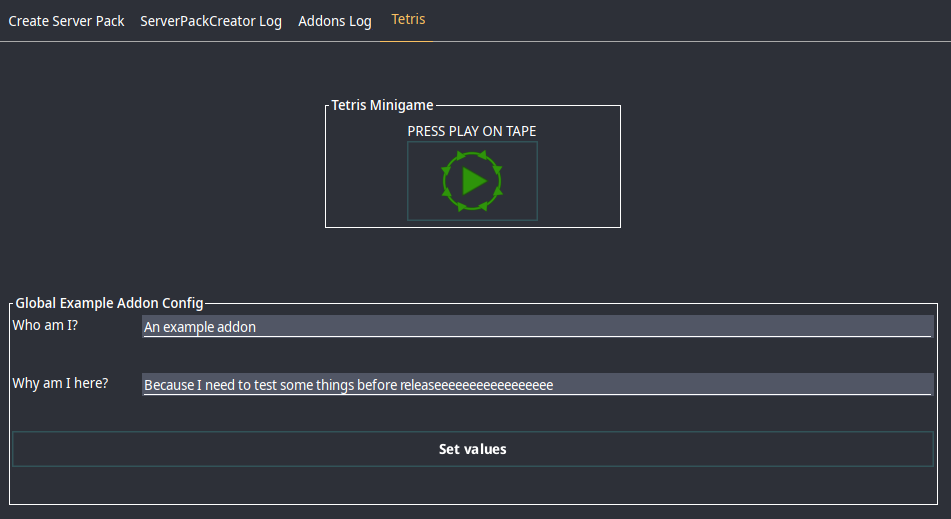 Create Server Pack ServerPackCreator Log Addons Log Tetris
Tetris Minigame
PRESS PLAY ON TAPE
Global Example Addon Config
Who am I? An example addon
Why am I here? Because I need to test some things before releaseeeeeeeeeeeeeeeee
Set values